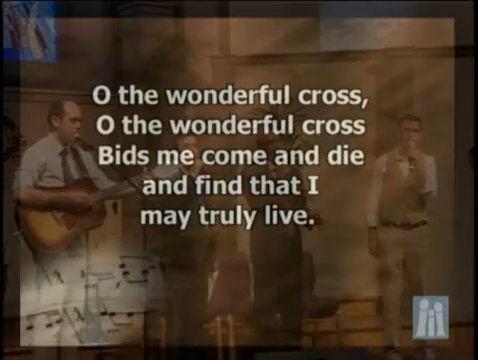 O the wonderful cross,
O the wonderful cross
Bids me come and die
and find that I
may truly live.